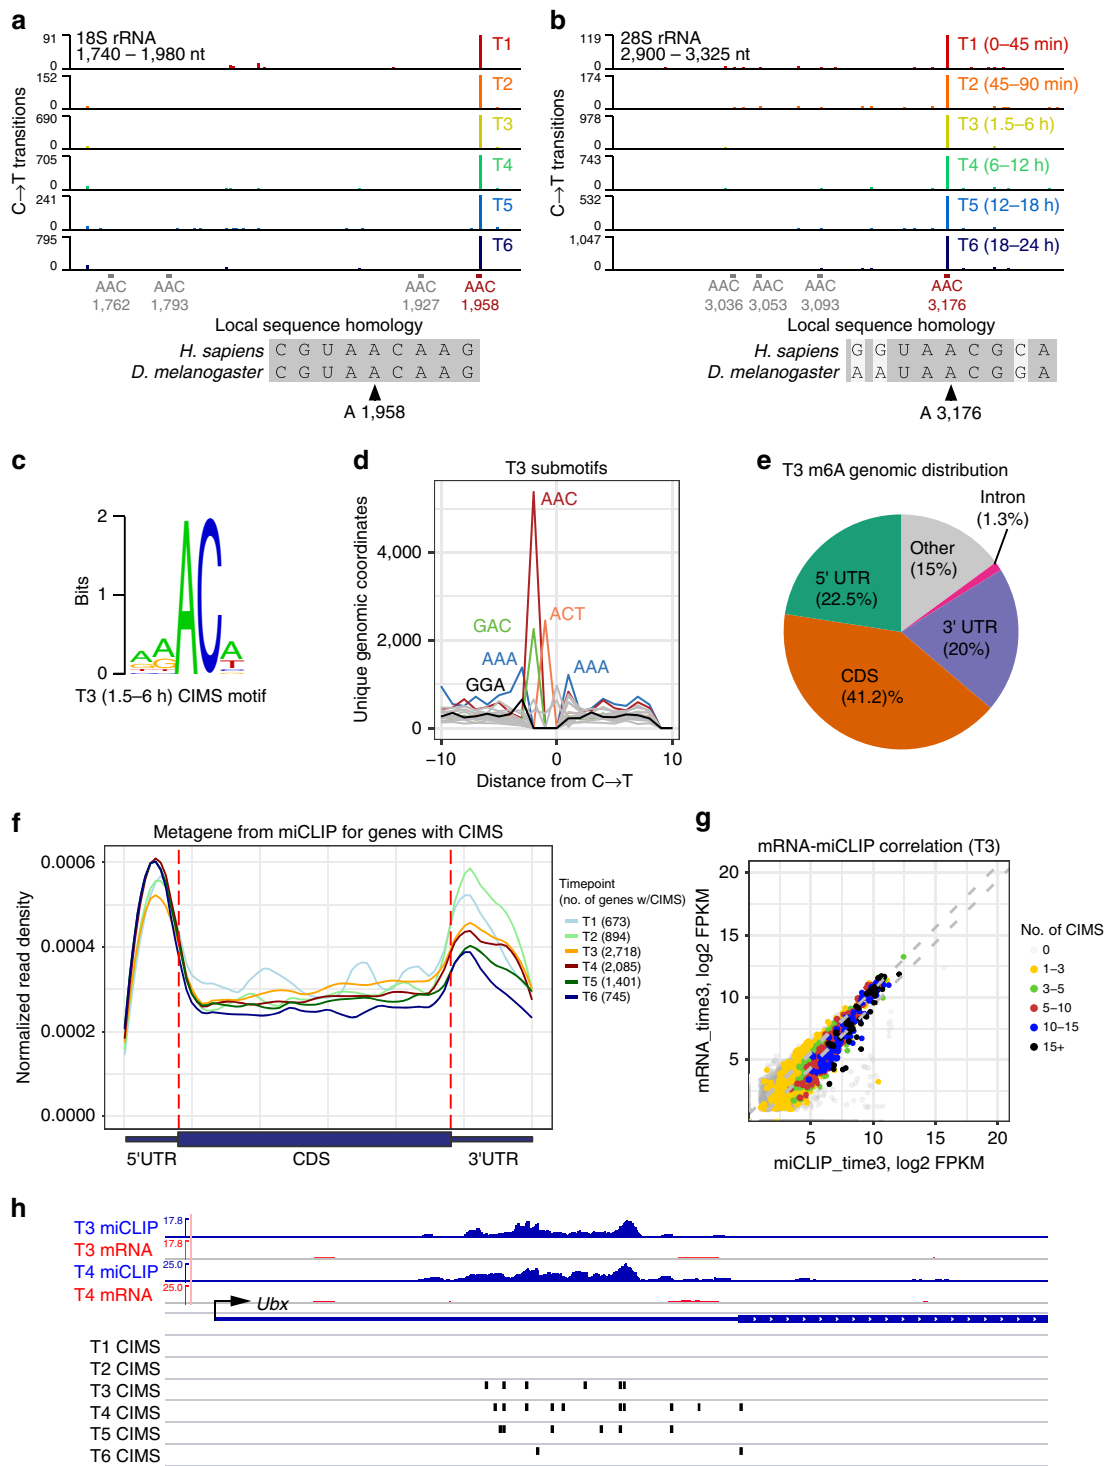 a
91
0
18S rRNA
1,740 – 1,980 nt
T1
152
0
T2
690
0
T3
705
0
T4
241
0
T5
795
0
T6
C→T transitions
AAC
1,762
AAC
1,793
AAC
1,927
AAC
1,958
Local sequence homology
H. sapiens C G U A A C A A G
D. melanogaster C G U A A C A A G
A 1,958
b
119
0
28S rRNA
2,900 – 3,325 nt
T1 (0–45 min)
174
0
T2 (45–90 min)
978
0
T3 (1.5–6 h)
743
0
T4 (6–12 h)
532
0
T5 (12–18 h)
1,047
0
T6 (18–24 h)
C→T transitions
AAC
3,036
AAC
3,053
AAC
3,093
AAC
3,176
Local sequence homology
H. sapiens G G U A A C G C A
D. melanogaster A A U A A C G G A
A 3,176
c
2
1
0
Bits
A G A A C A T
T3 (1.5–6 h) CIMS motif
d
T3 submotifs
Unique genomic coordinates
4,000
2,000
0
AAC
GAC
ACT
AAA
AAA
GGA
−10 0 10
Distance from C→T
e
T3 m6A genomic distribution
Intron
(1.3%)
Other
(15%)
5' UTR
(22.5%)
3' UTR
(20%)
CDS
(41.2)%
f
Metagene from miCLIP for genes with CIMS
Normalized read density
0.0006
0.0004
0.0002
0.0000
5'UTR CDS 3'UTR
Timepoint
(no. of genes w/CIMS)
T1 (673)
T2 (894)
T3 (2,718)
T4 (2,085)
T5 (1,401)
T6 (745)
g
mRNA-miCLIP correlation (T3)
mRNA_time3, log2 FPKM
20
15
10
5
5 10 15 20
miCLIP_time3, log2 FPKM
No. of CIMS
0
1–3
3–5
5–10
10–15
15+
h
T3 miCLIP 17.8
T3 mRNA 17.8
T4 miCLIP 25.0
T4 mRNA 25.0
Ubx
T1 CIMS
T2 CIMS
T3 CIMS
T4 CIMS
T5 CIMS
T6 CIMS